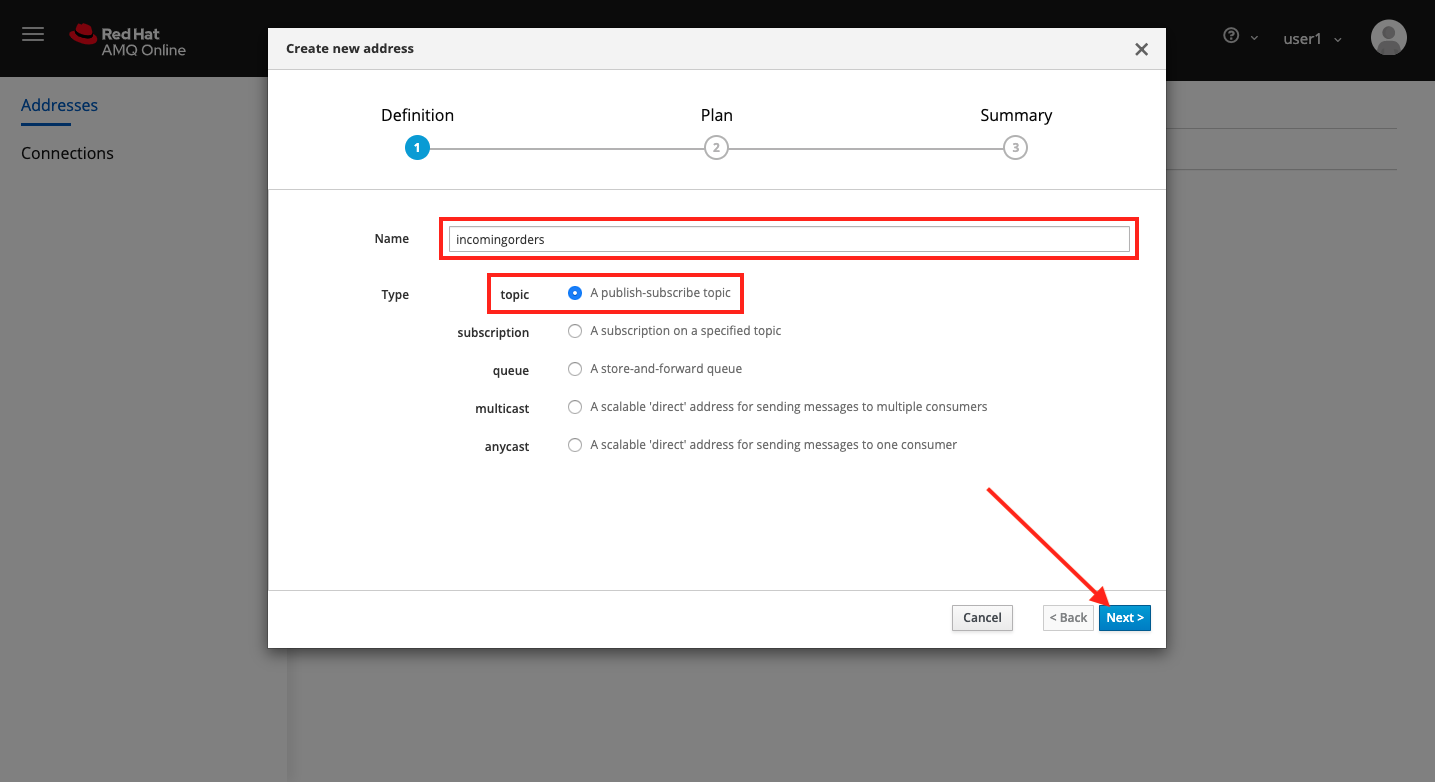 Red Hat
AMQ Online
Create new address
user1
Addresses
Connections
Definition
Plan
Summary
1
2
3
Name
incomingorders
Type
topic
A publish-subscribe topic
subscription
A subscription on a specified topic
queue
A store-and-forward queue
multicast
A scalable 'direct' address for sending messages to multiple consumers
anycast
A scalable 'direct' address for sending messages to one consumer
Cancel
< Back
Next >